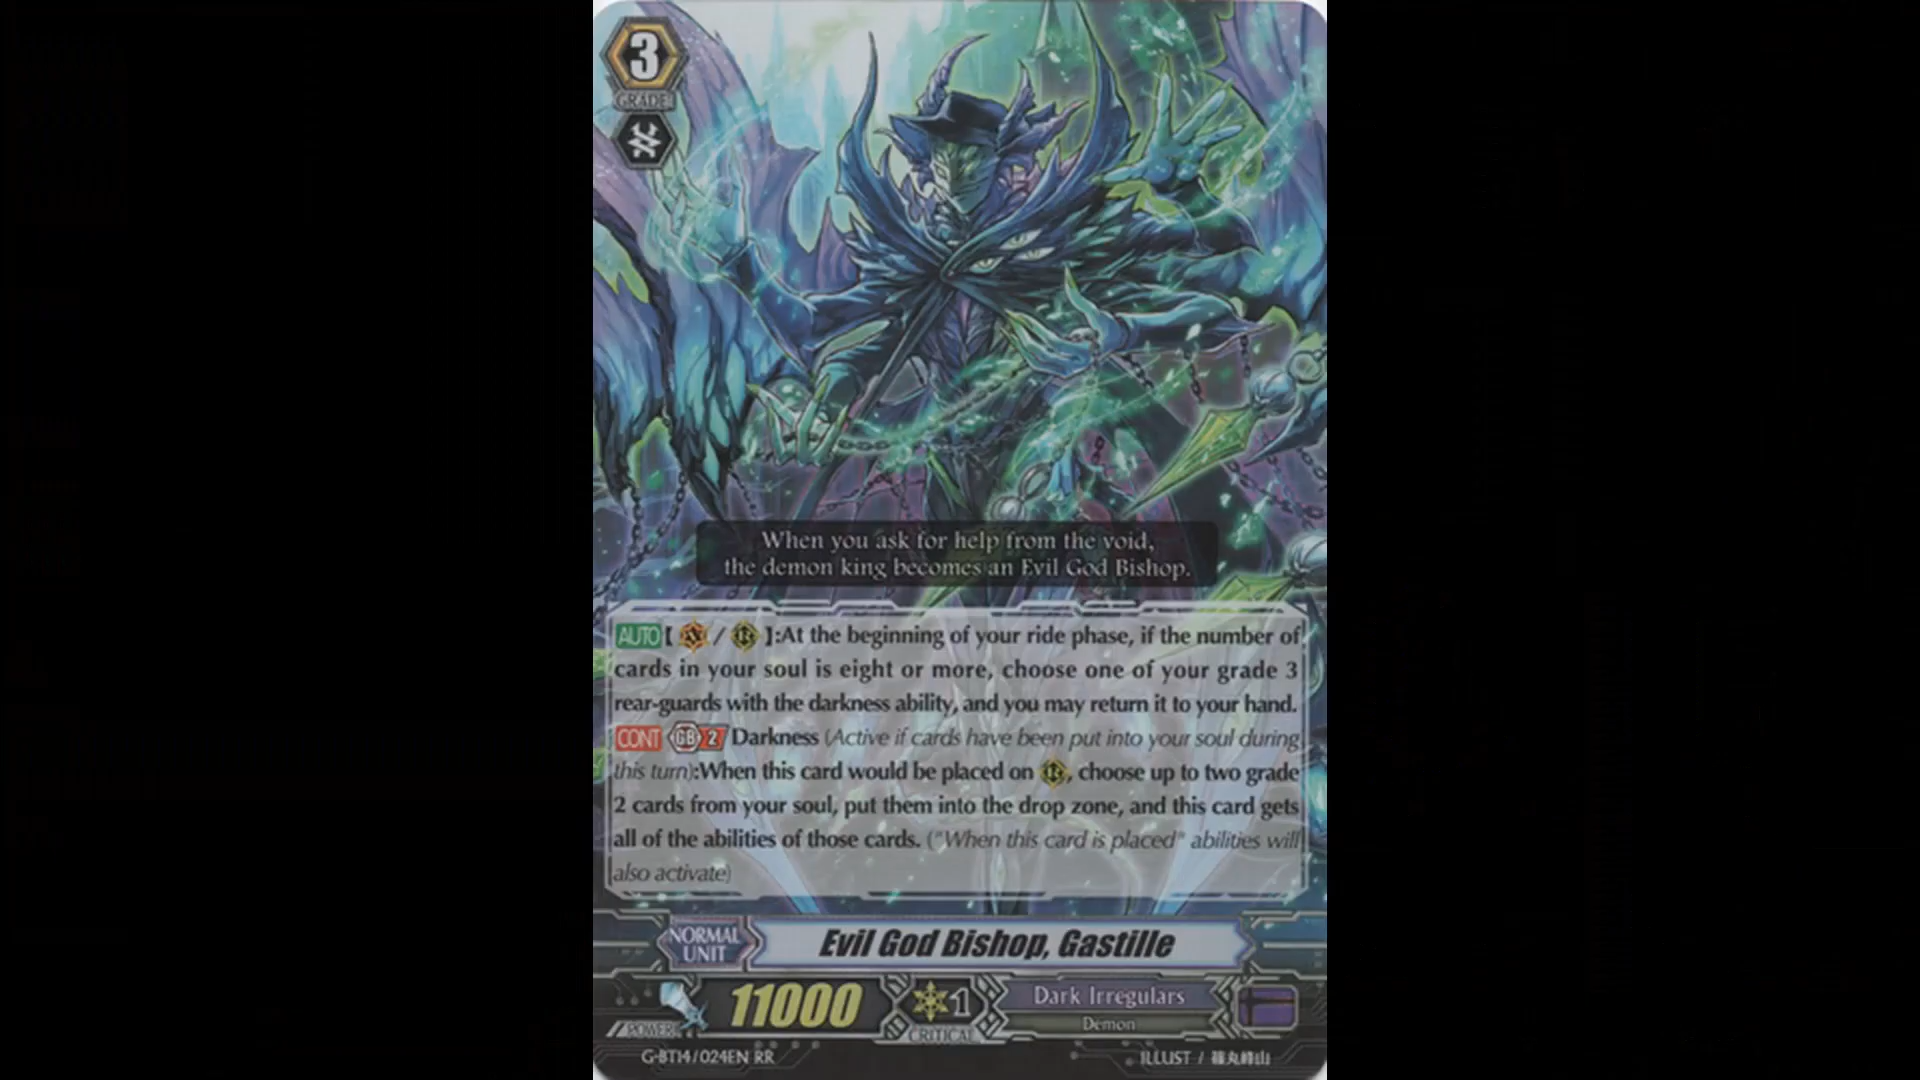 3
GRADE
When you ask for help from the void,
the demon king becomes an Evil God Bishop.
AUTO [ / R ]:At the beginning of your ride phase, if the number of
cards in your soul is eight or more, choose one of your grade 3
rear-guards with the darkness ability, and you may return it to your hand.
CONT GB 2 Darkness (Active if cards have been put into your soul during
this turn):When this card would be placed on R, choose up to two grade
2 cards from your soul, put them into the drop zone, and this card gets
all of the abilities of those cards. ("When this card is placed" abilities will
also activate)
NORMAL
UNIT
Evil God Bishop, Gastille
POWER
11000
1
CRITICAL
Dark Irregulars
Demon
G-BT14/024EN RR
ILLUST / 篠丸峰山